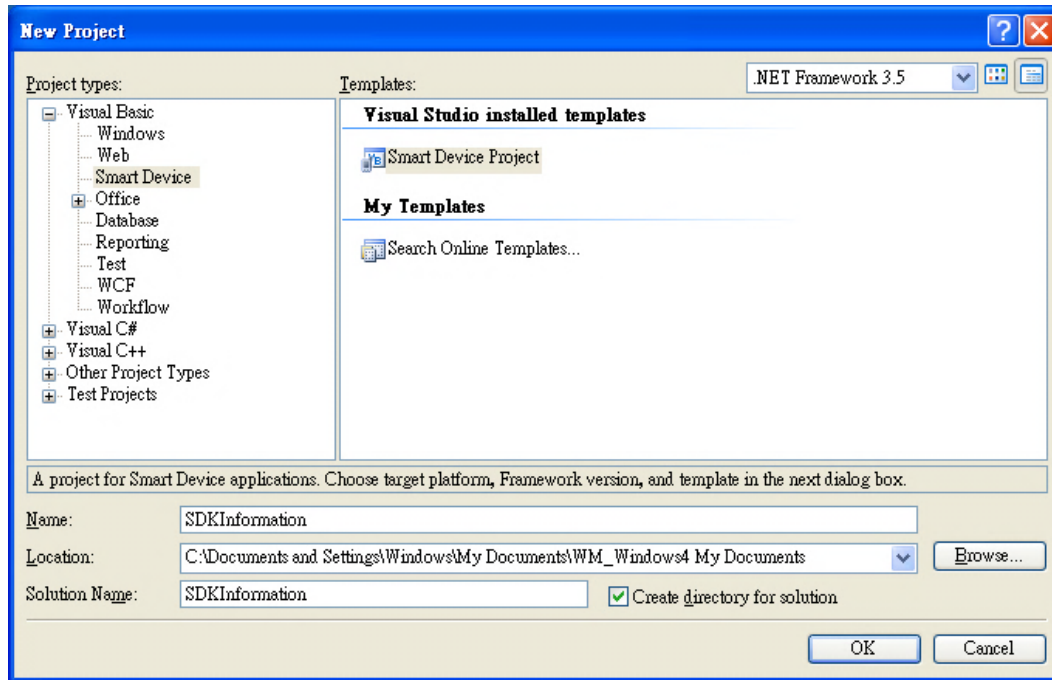 New Project
Project types:
Templates:
.NET Framework 3.5
Visual Basic
Windows
Web
Smart Device
Office
Database
Reporting
Test
WCF
Workflow
Visual C#
Visual C++
Other Project Types
Test Projects
Visual Studio installed templates
VB
Smart Device Project
My Templates
Search Online Templates...
A project for Smart Device applications. Choose target platform, Framework version, and template in the next dialog box.
Name:
SDKInformation
Location:
C:\Documents and Settings\Windows\My Documents\WM_Windows4 My Documents
Browse...
Solution Name:
SDKInformation
Create directory for solution
OK
Cancel